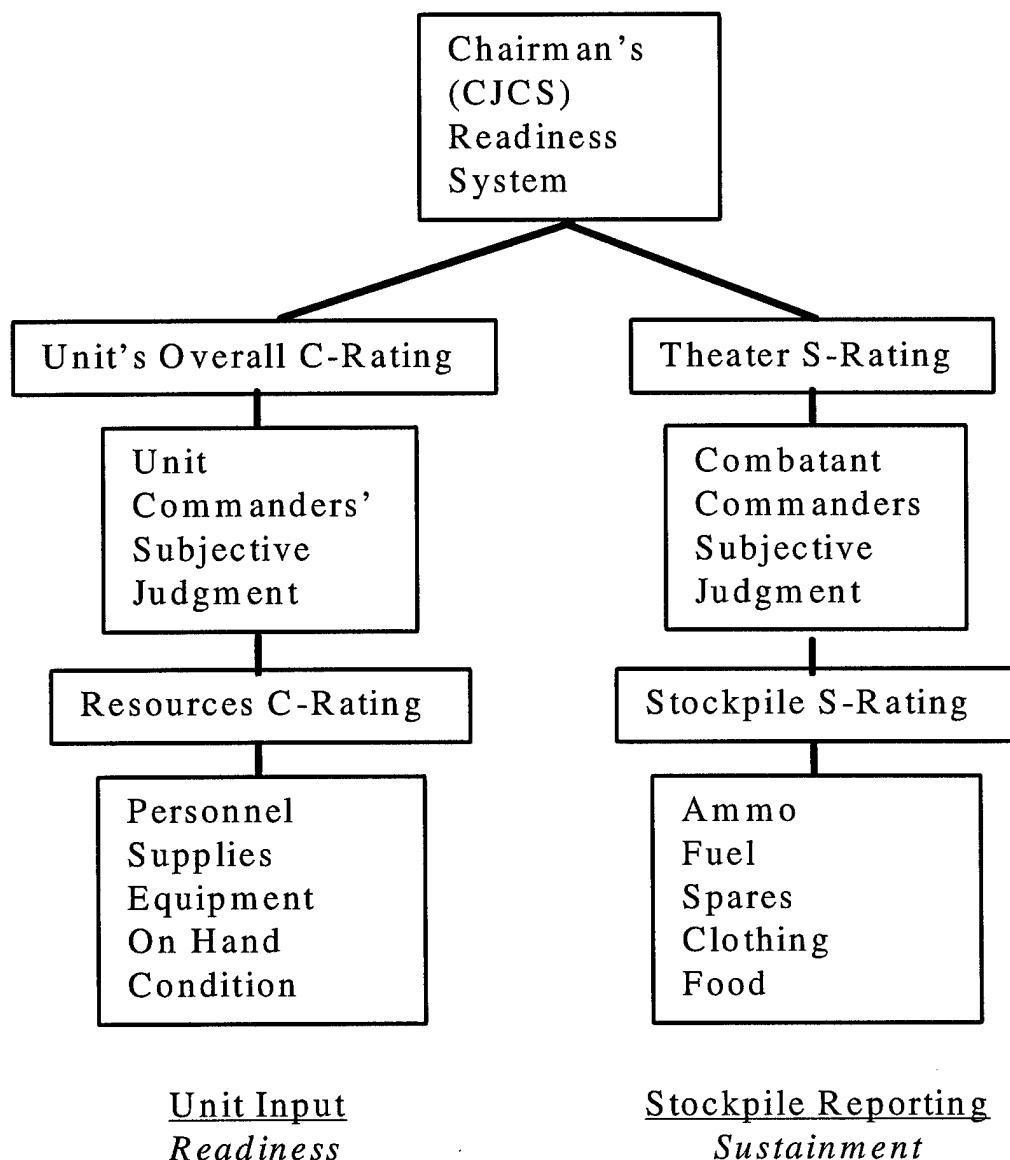 Chairman's
(CJCS)
Readiness
System
Unit's Overall C-Rating
Unit
Commanders'
Subjective
Judgment
Resources C-Rating
Personnel
Supplies
Equipment
On Hand
Condition
Unit Input
Readiness
Theater S-Rating
Combatant
Commanders
Subjective
Judgment
Stockpile S-Rating
Ammo
Fuel
Spares
Clothing
Food
Stockpile Reporting
Sustainment